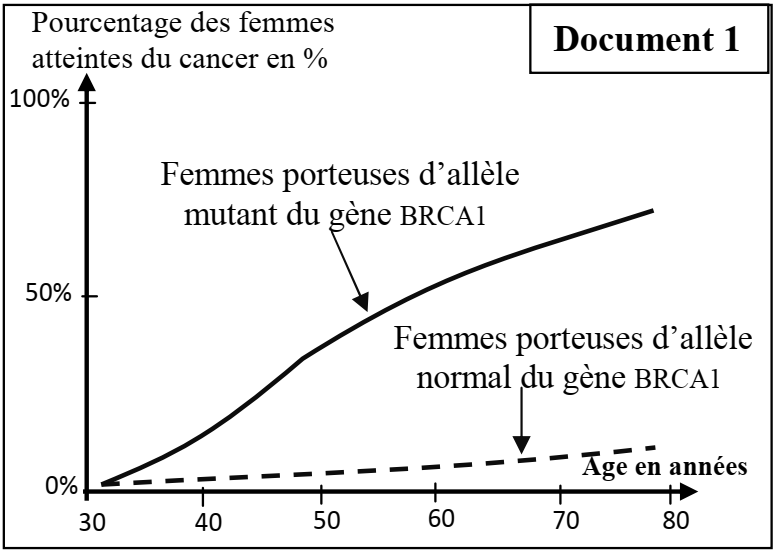 Pourcentage des femmes
atteintes du cancer en %
Document 1
100%
Femmes porteuses d’allèle
mutant du gène BRCA1
50%
Femmes porteuses d’allèle
normal du gène BRCA1
Age en années
0%
30 40 50 60 70 80